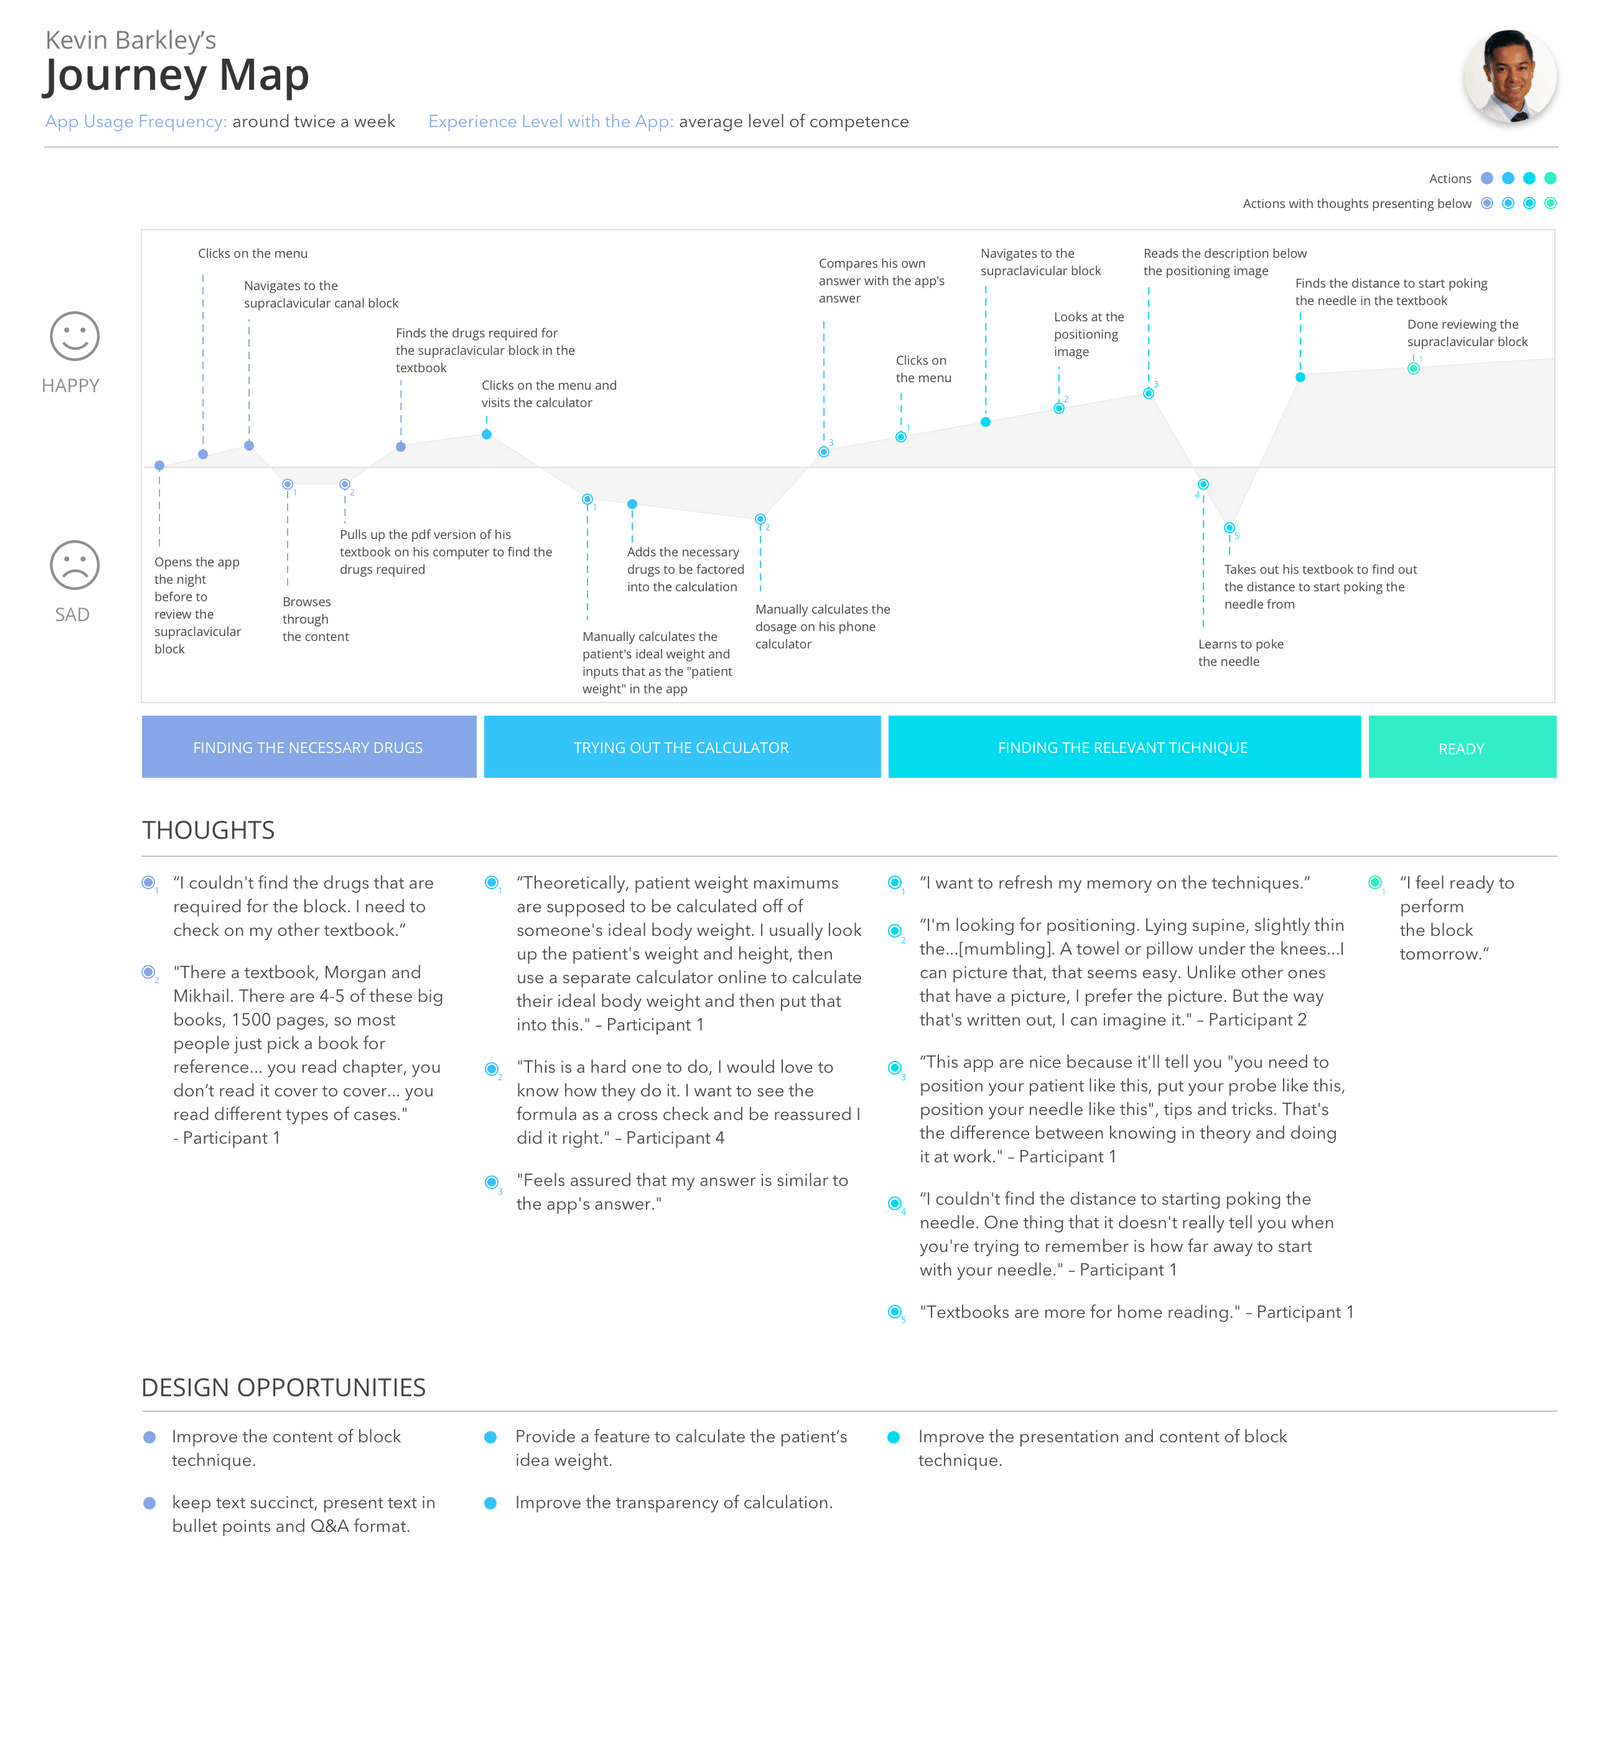 Kevin Barkley’s
Journey Map
App Usage Frequency: around twice a week    Experience Level with the App: average level of competence
Actions
Actions with thoughts presenting below
HAPPY
SAD
Clicks on the menu
Navigates to the
supraclavicular canal block
Finds the drugs required for
the supraclavicular block in the
textbook
Clicks on the menu and
visits the calculator
Compares his own
answer with the app's
answer
Clicks on
the menu
Navigates to the
supraclavicular block
Looks at the
positioning
image
Reads the description below
the positioning image
Finds the distance to start poking
the needle in the textbook
Done reviewing the
supraclavicular block
1
2
1
2
3
1
2
3
4
5
1
Opens the app
the night
before to
review the
supraclavicular
block
Browses
through
the content
Pulls up the pdf version of his
textbook on his computer to find the
drugs required
Manually calculates the
patient's ideal weight and
inputs that as the "patient
weight" in the app
Adds the necessary
drugs to be factored
into the calculation
Manually calculates the
dosage on his phone
calculator
Learns to poke
the needle
Takes out his textbook to find out
the distance to start poking the
needle from
FINDING THE NECESSARY DRUGS
TRYING OUT THE CALCULATOR
FINDING THE RELEVANT TICHNIQUE
READY
THOUGHTS
1
“I couldn't find the drugs that are
required for the block. I need to
check on my other textbook.”
2
"There a textbook, Morgan and
Mikhail. There are 4-5 of these big
books, 1500 pages, so most
people just pick a book for
reference... you read chapter, you
don’t read it cover to cover... you
read different types of cases."
- Participant 1
1
“Theoretically, patient weight maximums
are supposed to be calculated off of
someone's ideal body weight. I usually look
up the patient's weight and height, then
use a separate calculator online to calculate
their ideal body weight and then put that
into this." – Participant 1
2
"This is a hard one to do, I would love to
know how they do it. I want to see the
formula as a cross check and be reassured I
did it right." – Participant 4
3
"Feels assured that my answer is similar to
the app's answer."
1
“I want to refresh my memory on the techniques.”
2
“I'm looking for positioning. Lying supine, slightly thin
the...[mumbling]. A towel or pillow under the knees...I
can picture that, that seems easy. Unlike other ones
that have a picture, I prefer the picture. But the way
that's written out, I can imagine it." – Participant 2
3
“This app are nice because it'll tell you "you need to
position your patient like this, put your probe like this,
position your needle like this", tips and tricks. That's
the difference between knowing in theory and doing
it at work." – Participant 1
4
“I couldn't find the distance to starting poking the
needle. One thing that it doesn't really tell you when
you're trying to remember is how far away to start
with your needle." – Participant 1
5
"Textbooks are more for home reading." – Participant 1
1
“I feel ready to
perform
the block
tomorrow.”
DESIGN OPPORTUNITIES
Improve the content of block
technique.
keep text succinct, present text in
bullet points and Q&A format.
Provide a feature to calculate the patient’s
idea weight.
Improve the transparency of calculation.
Improve the presentation and content of block
technique.